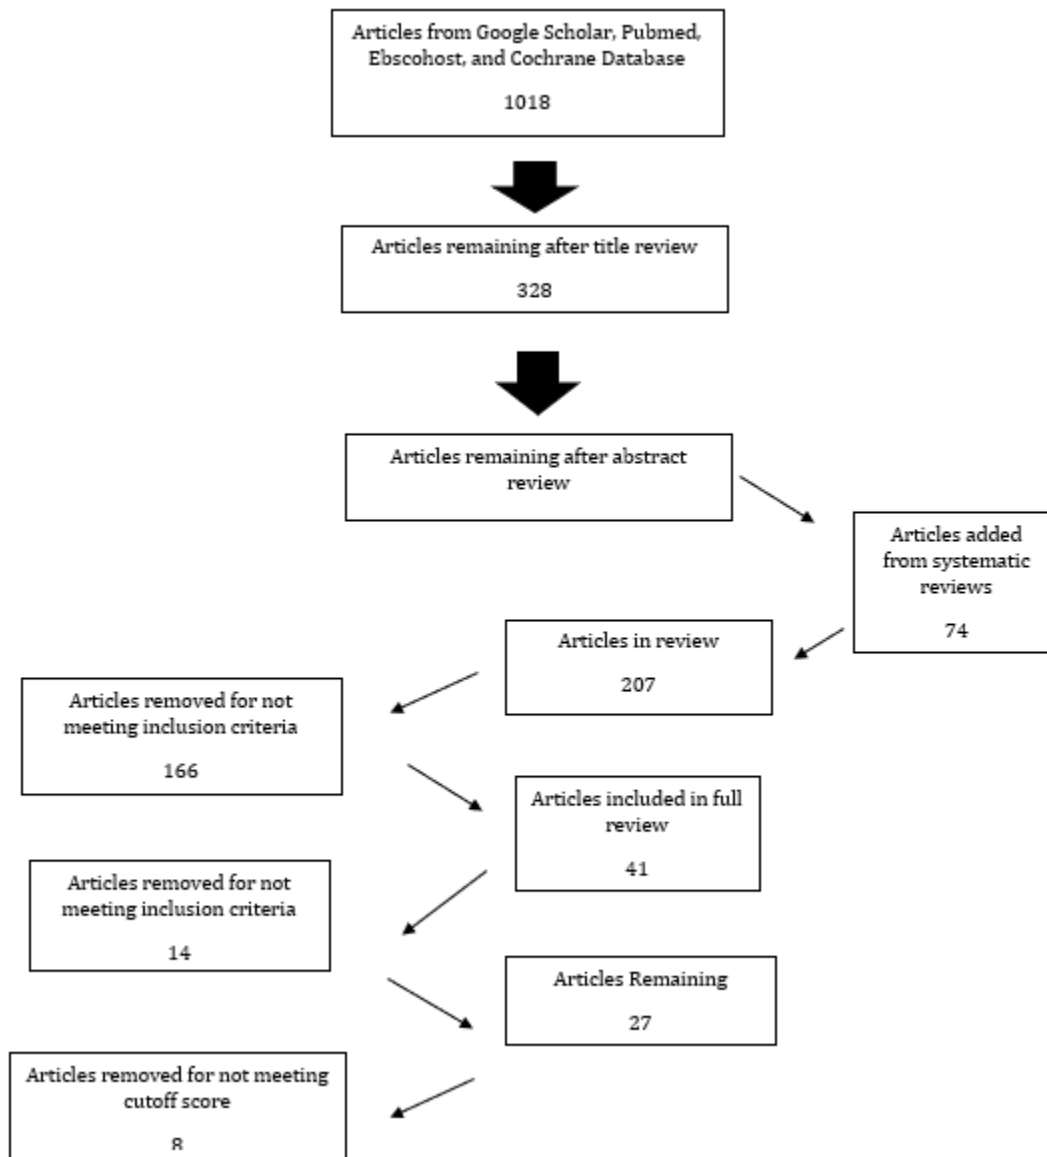 Articles from Google Scholar, Pubmed,
Ebscohost, and Cochrane Database
1018
Articles remaining after title review
328
Articles remaining after abstract
review
Articles added
from systematic
reviews
74
Articles in review
207
Articles removed for not
meeting inclusion criteria
166
Articles included in full
review
41
Articles removed for not
meeting inclusion criteria
14
Articles Remaining
27
Articles removed for not meeting
cutoff score
8